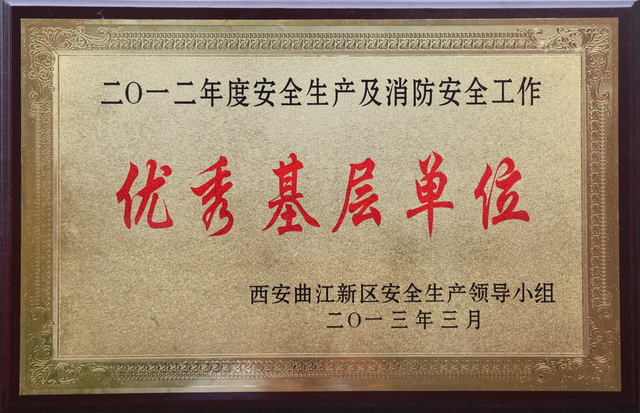 二〇一二年度安全生产及消防安全工作
优秀基层单位
西安曲江新区安全生产领导小组
二〇一三年三月